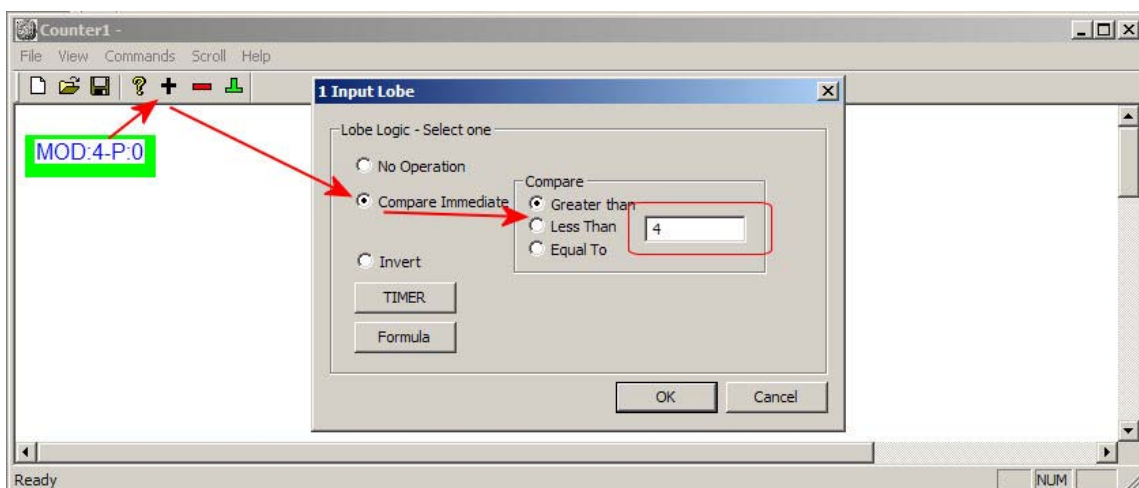 Counter1 -
File View Commands Scroll Help
MOD:4-P:0
1 Input Lobe
Lobe Logic - Select one
No Operation
Compare Immediate
Compare
Greater than
Less Than
4
Equal To
Invert
TIMER
Formula
OK
Cancel
Ready
NUM